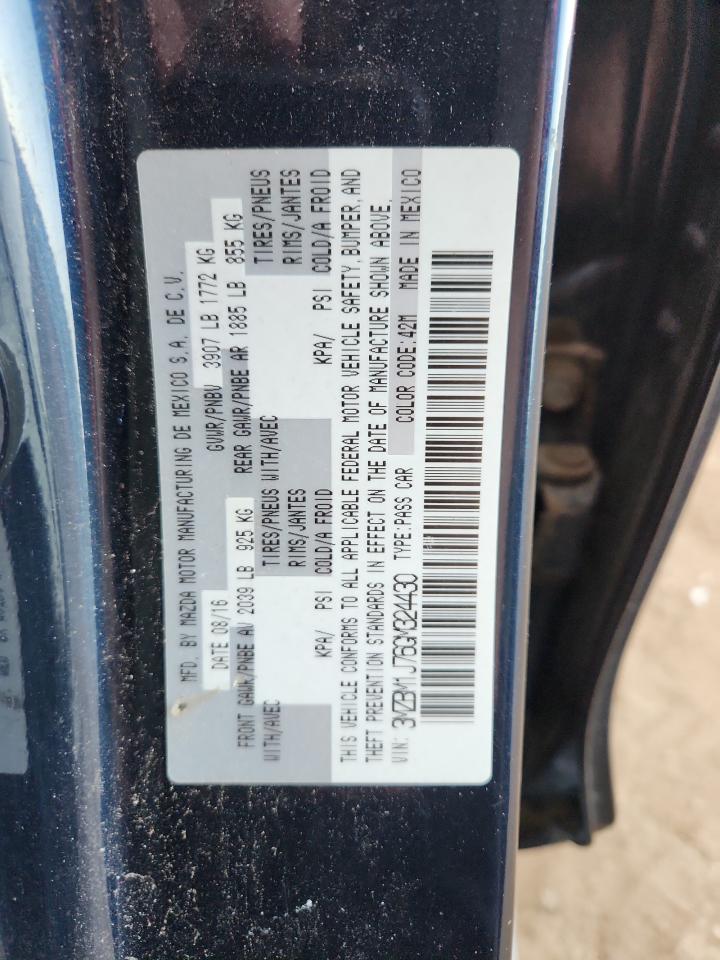 MFD. BY MAZDA MOTOR MANUFACTURING DE MEXICO S.A. DE C.V.
DATE 08/16 GVWR/PNBV 3907 LB 1772 KG
FRONT GAWR/PNBE AV 2039 LB 925 KG REAR GAWR/PNBE AR 1885 LB 855 KG
WITH/AVEC TIRES/PNEUS WITH/AVEC TIRES/PNEUS
RIMS/JANTES RIMS/JANTES
KPA/ PSI COLD/A FROID KPA/ PSI COLD/A FROID
THIS VEHICLE CONFORMS TO ALL APPLICABLE FEDERAL MOTOR VEHICLE SAFETY BUMPER, AND
THEFT PREVENTION STANDARDS IN EFFECT ON THE DATE OF MANUFACTURE SHOWN ABOVE.
VIN: 3MZBM1J76GM324430 TYPE: PASS CAR COLOR CODE: 42M MADE IN MEXICO